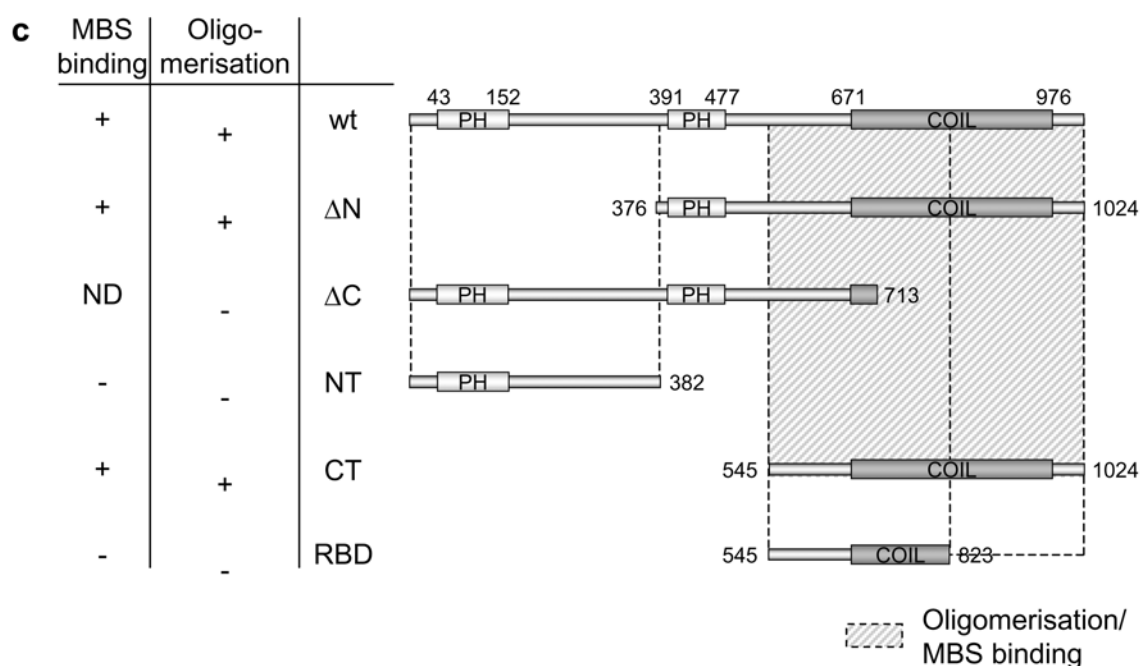 c
MBS binding
Oligo-
merisation
43 152 391 477 671 976
+ + wt PH PH COIL
+ + ΔN 376 PH COIL 1024
ND - ΔC PH PH 713
- - NT PH 382
+ + CT 545 COIL 1024
- - RBD 545 COIL 823
Oligomerisation/
MBS binding